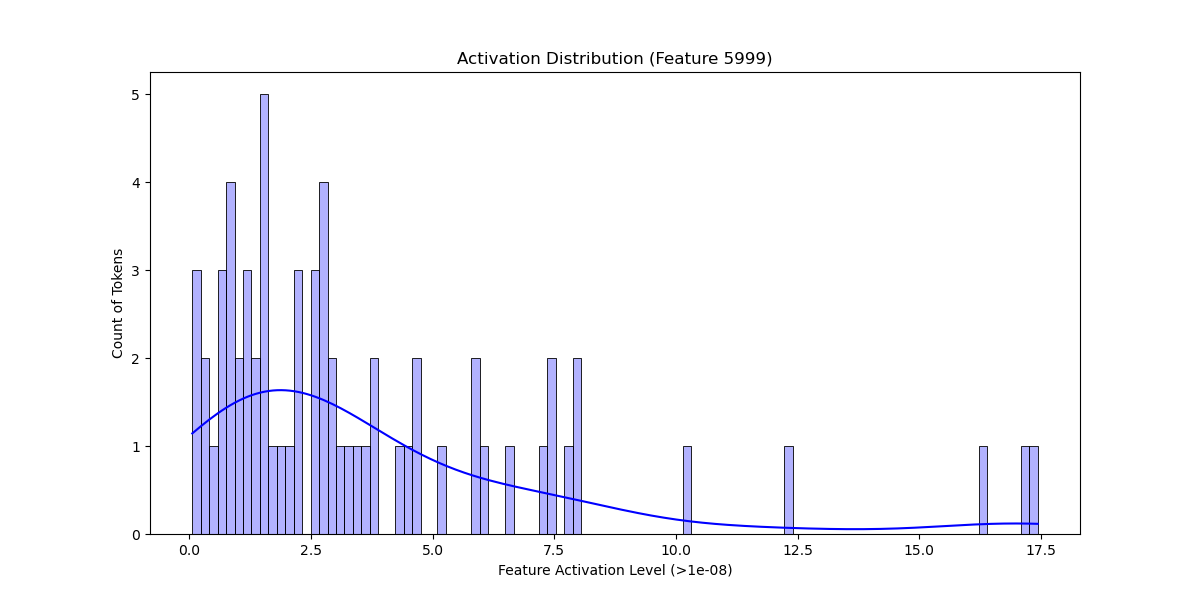 Activation Distribution (Feature 5999)
Count of Tokens
5
4
3
2
1
0
0.0 2.5 5.0 7.5 10.0 12.5 15.0 17.5
Feature Activation Level (>1e-08)